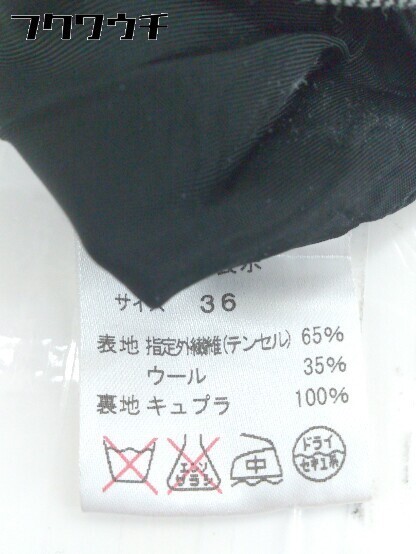 フクワウチ
サイズ 36
表地 指定外繊維(テンセル) 65%
ウール 35%
裏地 キュプラ 100%
エンソ
サラシ
中
ドライ
セキユ系